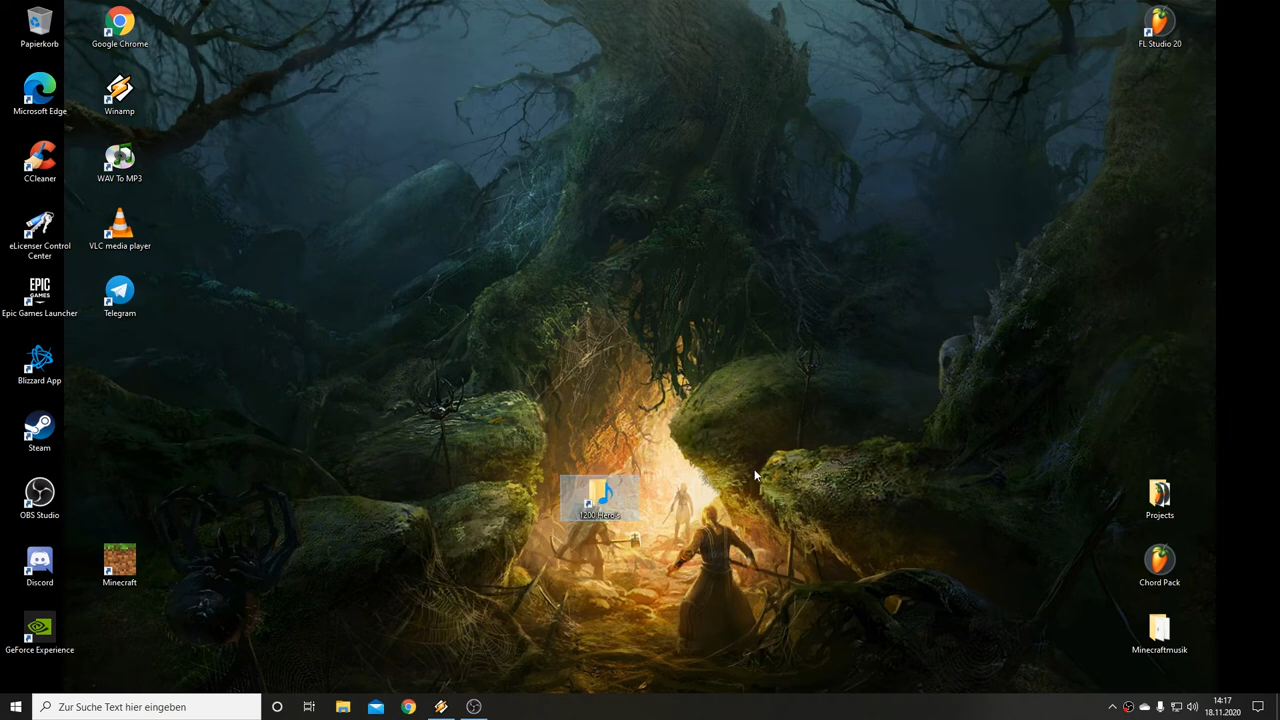 Papierkorb
Google Chrome
FL Studio 20
Microsoft Edge
Winamp
CCleaner
WAV To MP3
eLicenser Control
Center
VLC media player
EPIC
GAMES
Epic Games Launcher
Telegram
Blizzard App
Steam
OBS Studio
1200 Hero's
Projects
Discord
Minecraft
Chord Pack
GeForce Experience
Minecraftmusik
Zur Suche Text hier eingeben
14:17
18.11.2020